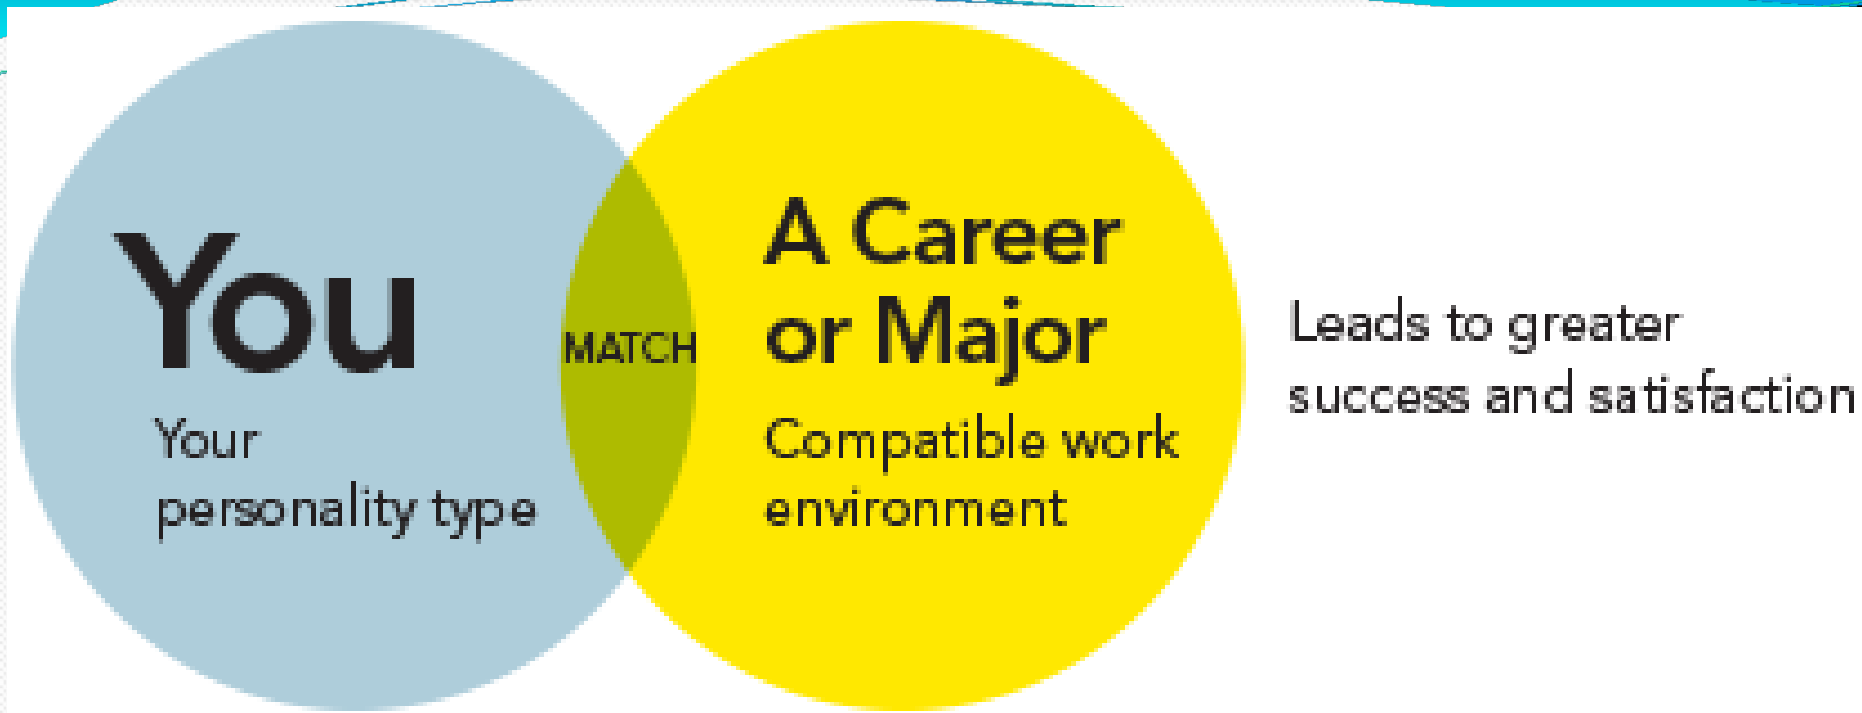 You
Your
personality type
MATCH
A Career
or Major
Compatible work
environment
Leads to greater
success and satisfaction